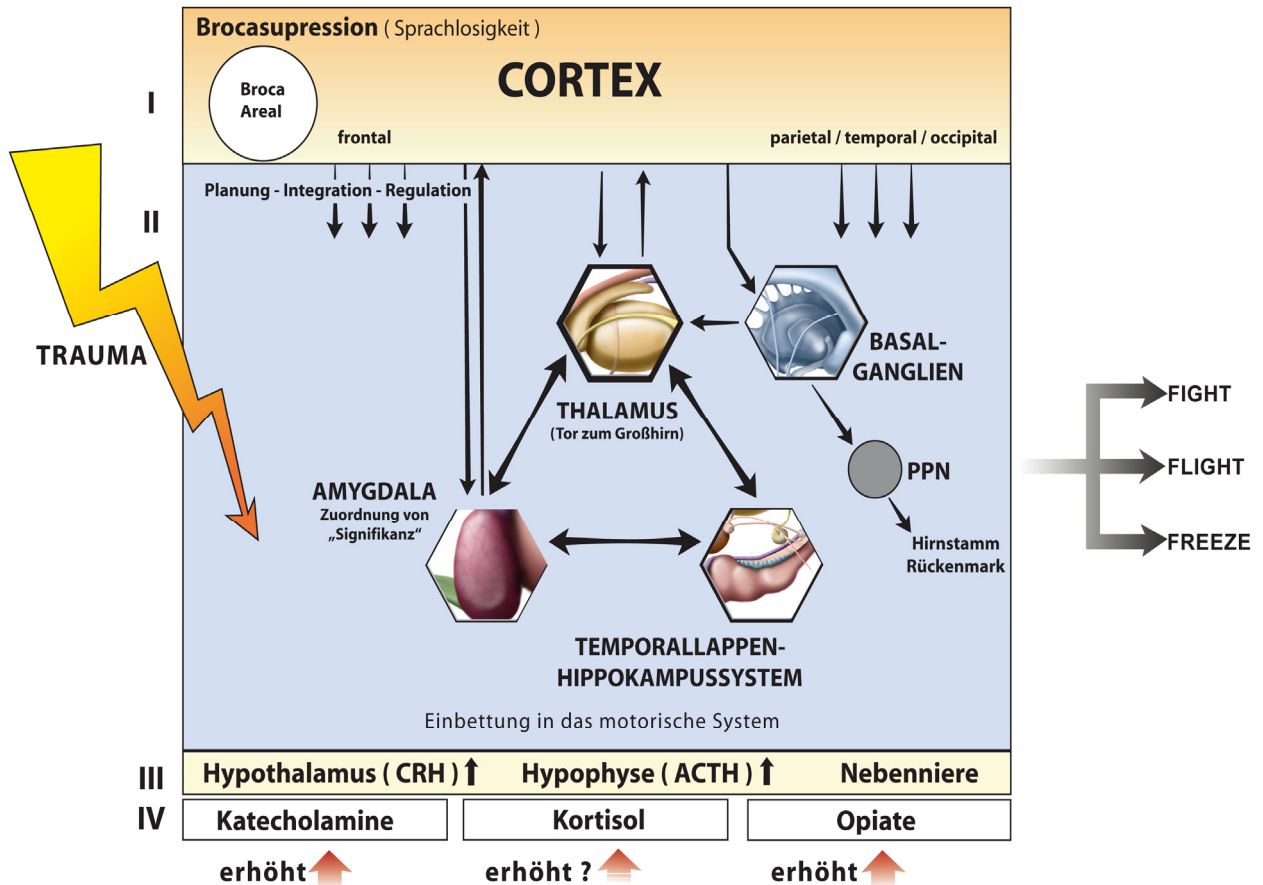 Brocasupression ( Sprachlosigkeit )
Broca
Areal
CORTEX
I
frontal
parietal / temporal / occipital
Planung - Integration - Regulation
II
TRAUMA
BASAL-
GANGLIEN
THALAMUS
(Tor zum Großhirn)
FIGHT
PPN
FLIGHT
AMYGDALA
Zuordnung von
„Signifikanz“
Hirnstamm
Rückenmark
FREEZE
TEMPORALLAPPEN-
HIPPOKAMPUSSYSTEM
Einbettung in das motorische System
III
Hypothalamus ( CRH )
Hypophyse ( ACTH )
Nebenniere
IV
Katecholamine
Kortisol
Opiate
erhöht
erhöht ?
erhöht